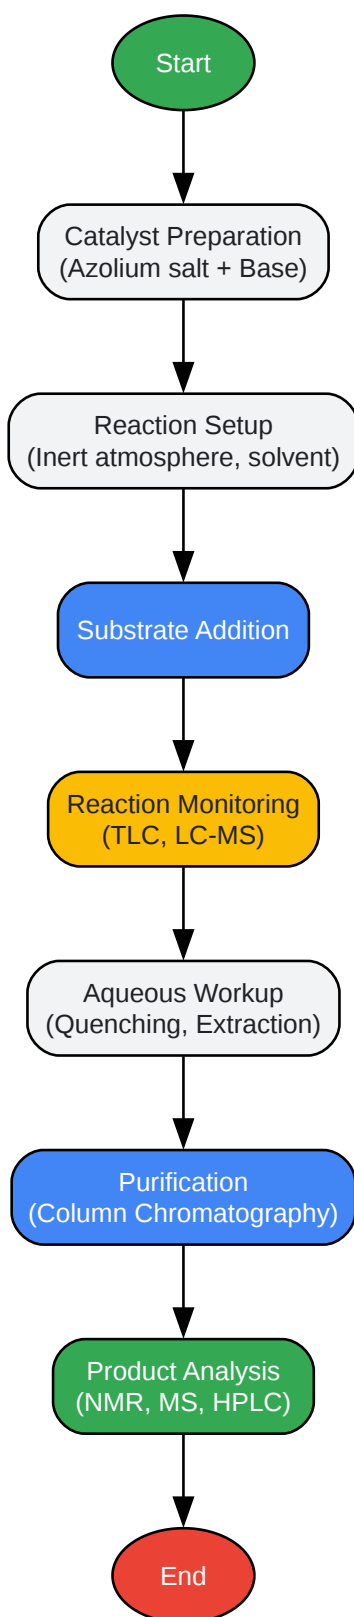 Start
Catalyst Preparation
(Azolium salt + Base)
Reaction Setup
(Inert atmosphere, solvent)
Substrate Addition
Reaction Monitoring
(TLC, LC-MS)
Aqueous Workup
(Quenching, Extraction)
Purification
(Column Chromatography)
Product Analysis
(NMR, MS, HPLC)
End